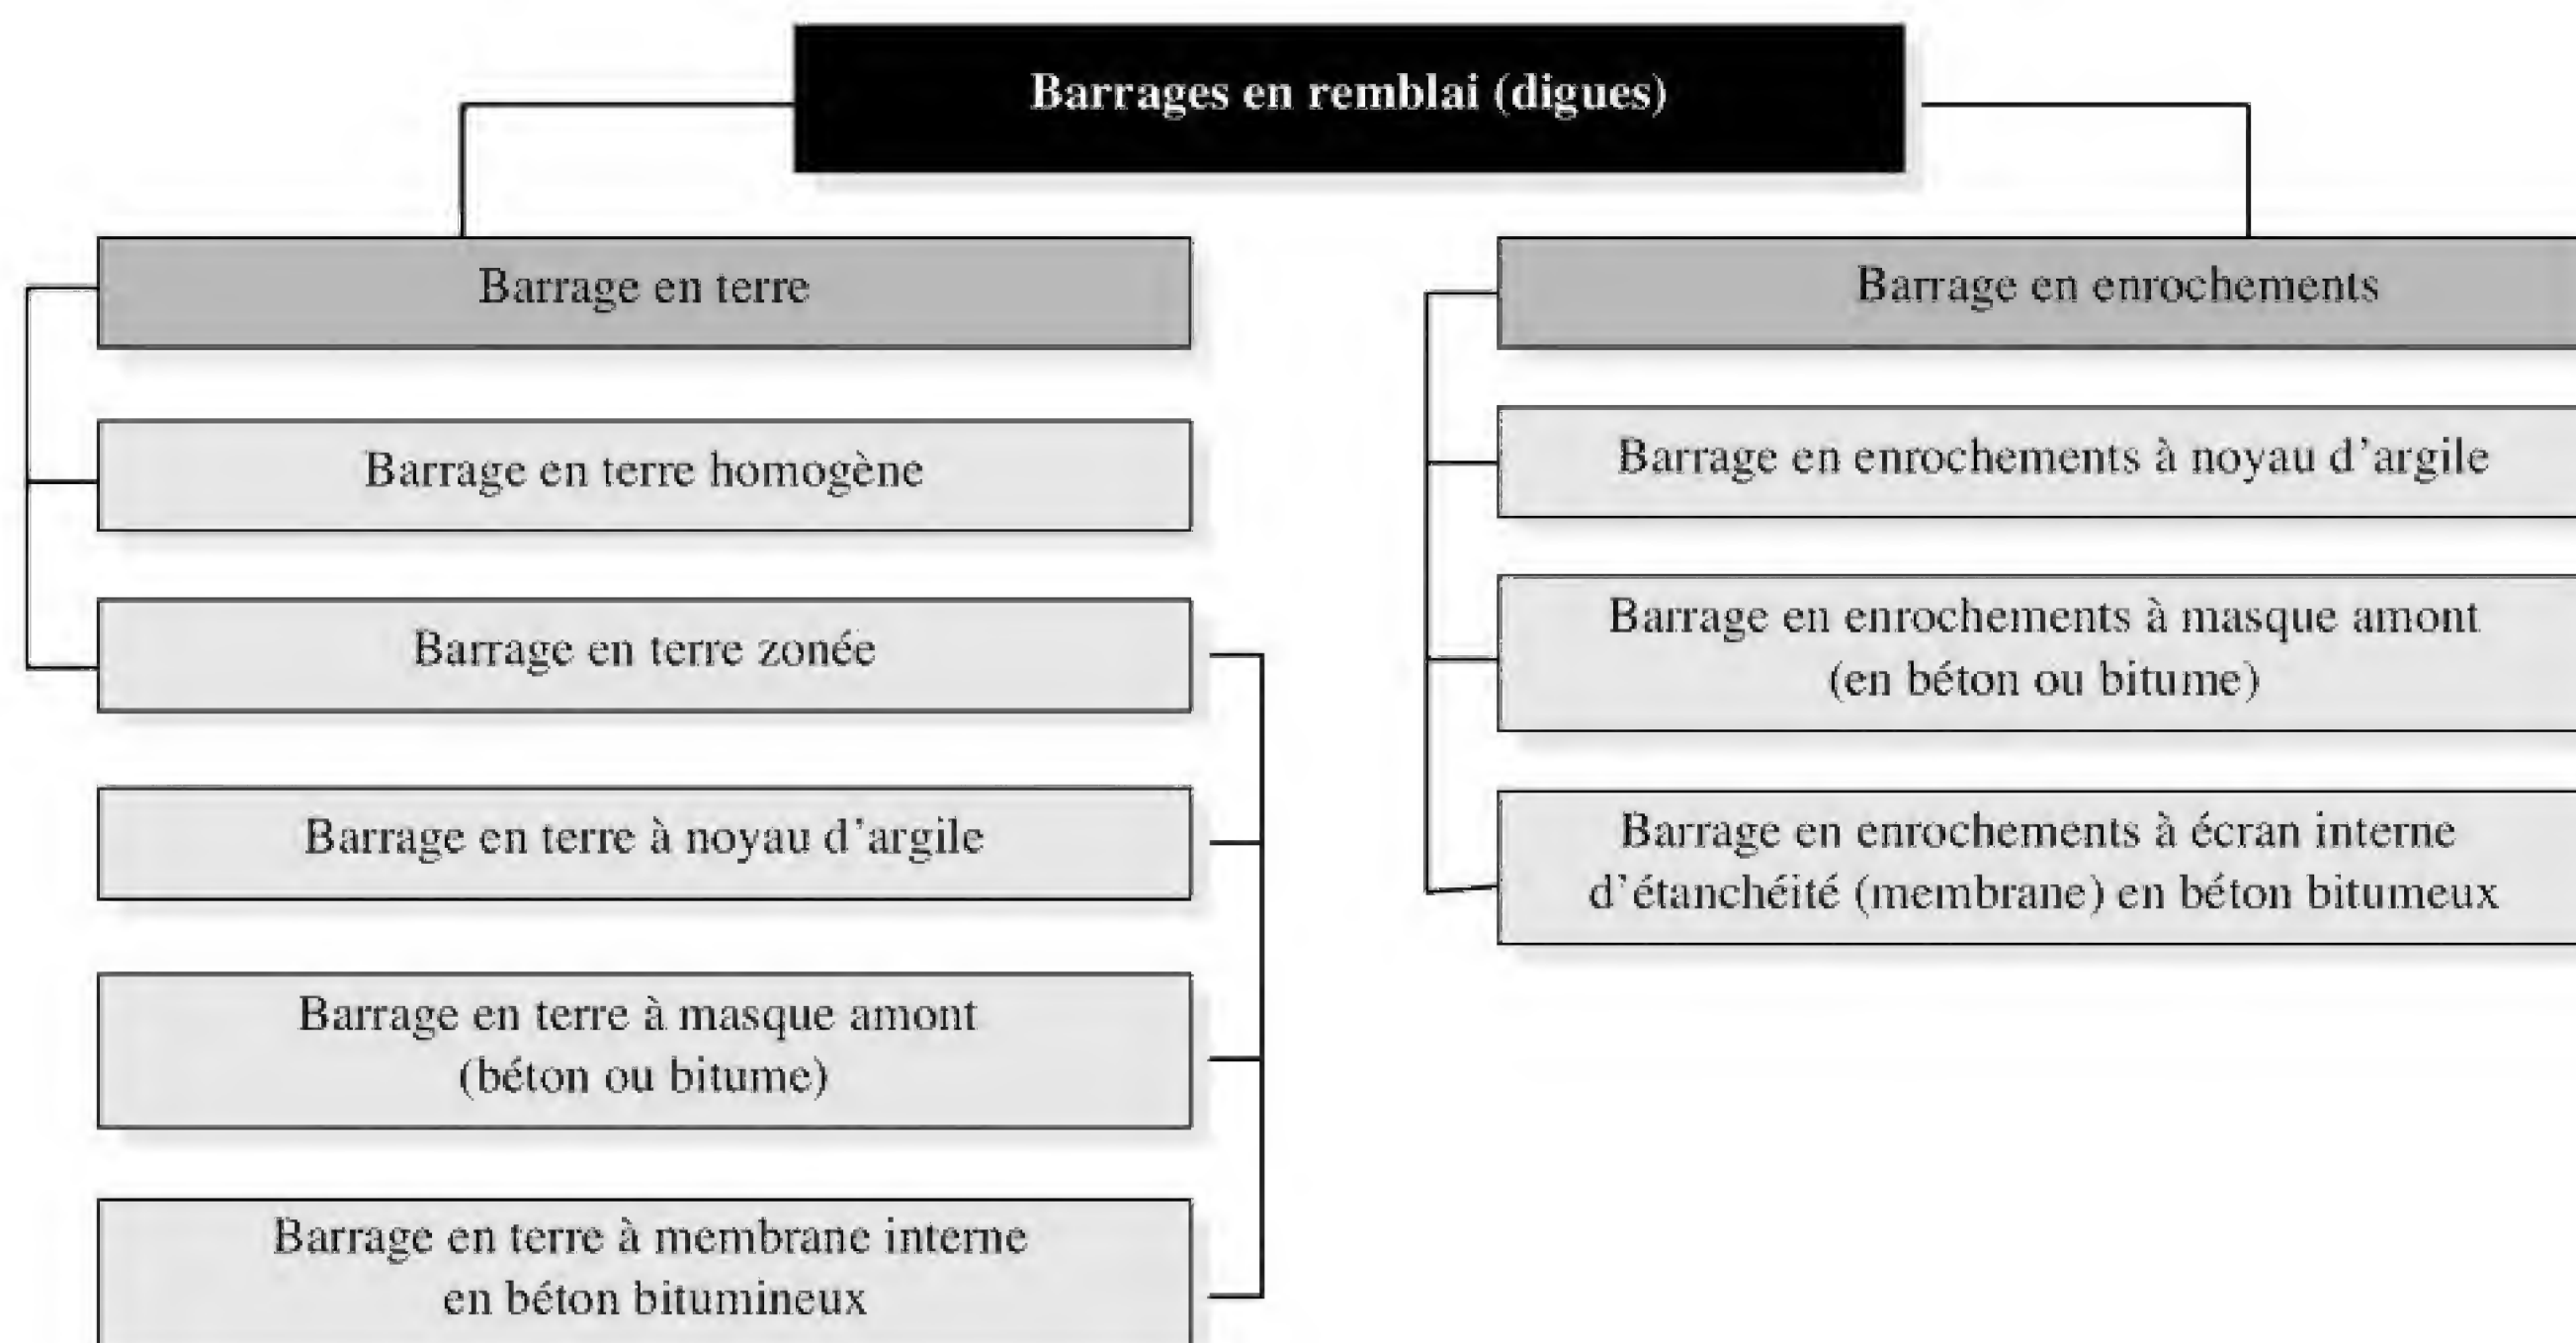 Barrages en remblai (digues)
Barrage en terre
Barrage en terre homogène
Barrage en terre zonée
Barrage en terre à noyau d'argile
Barrage en terre à masque amont
(béton ou bitume)
Barrage en terre à membrane interne
en béton bitumineux
Barrage en enrochements
Barrage en enrochements à noyau d'argile
Barrage en enrochements à masque amont
(en béton ou bitume)
Barrage en enrochements à écran interne
d'étanchéité (membrane) en béton bitumeux